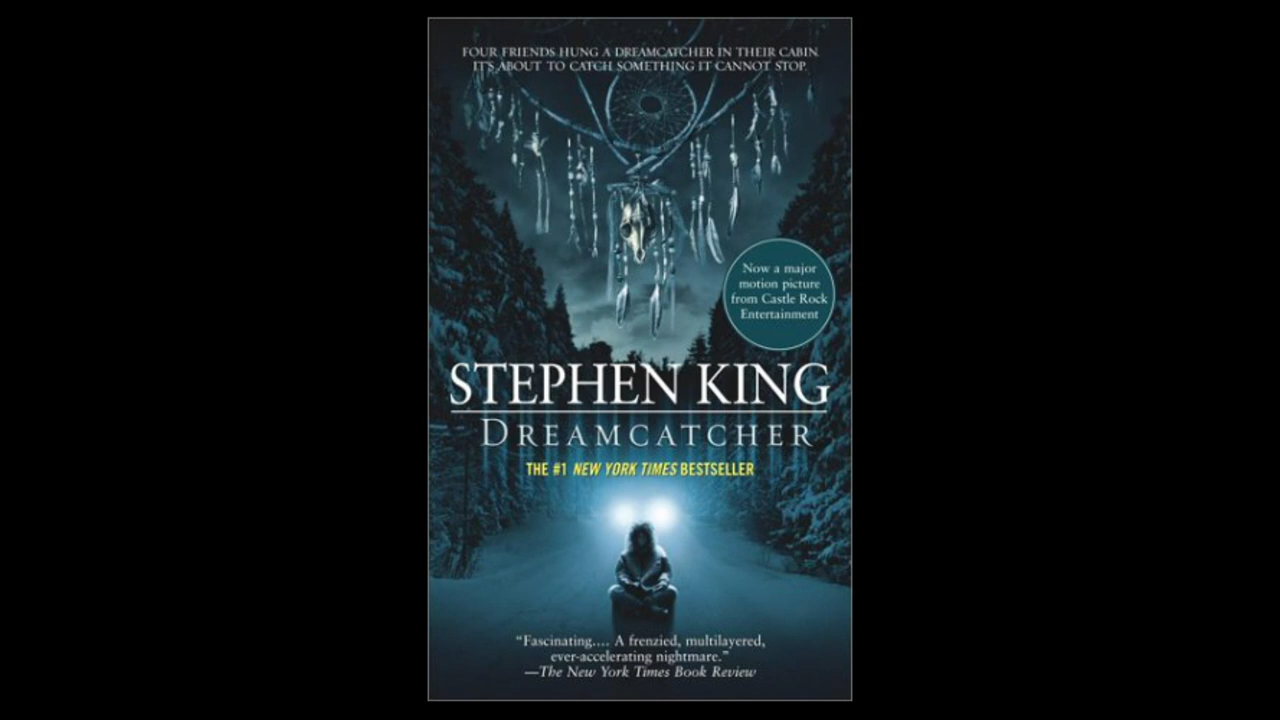 FOUR FRIENDS HUNG A DREAMCATCHER IN THEIR CABIN.
IT'S ABOUT TO CATCH SOMETHING IT CANNOT STOP.
Now a major
motion picture
from Castle Rock
Entertainment
STEPHEN KING
DREAMCATCHER
THE #1 NEW YORK TIMES BESTSELLER
“Fascinating.... A frenzied, multilayered,
ever-accelerating nightmare.”
—The New York Times Book Review